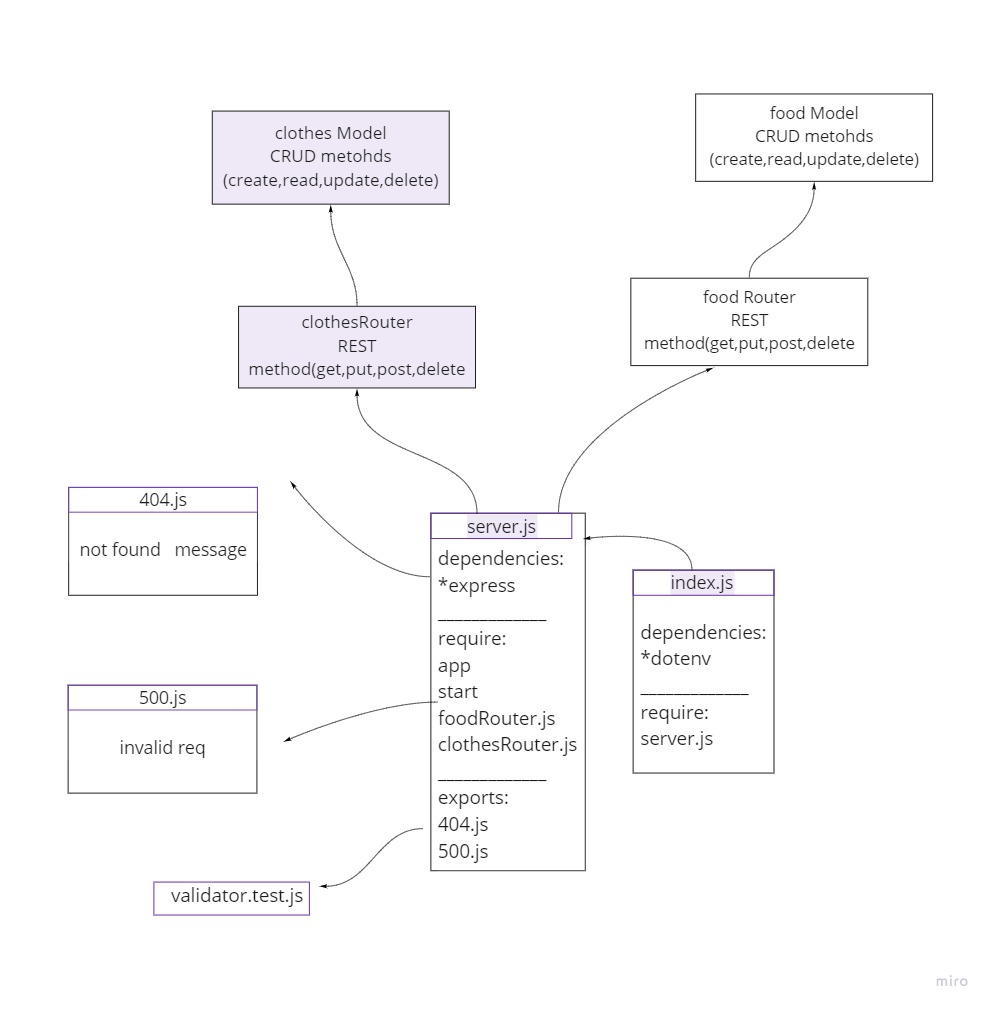 clothes Model
CRUD metohds
(create,read,update,delete)
food Model
CRUD metohds
(create,read,update,delete)
clothesRouter
REST
method(get,put,post,delete
food Router
REST
method(get,put,post,delete
404.js
not found message
500.js
invalid req
validator.test.js
server.js
dependencies:
*express
_____________
require:
app
start
foodRouter.js
clothesRouter.js
_____________
exports:
404.js
500.js
index.js
dependencies:
*dotenv
_____________
require:
server.js
miro